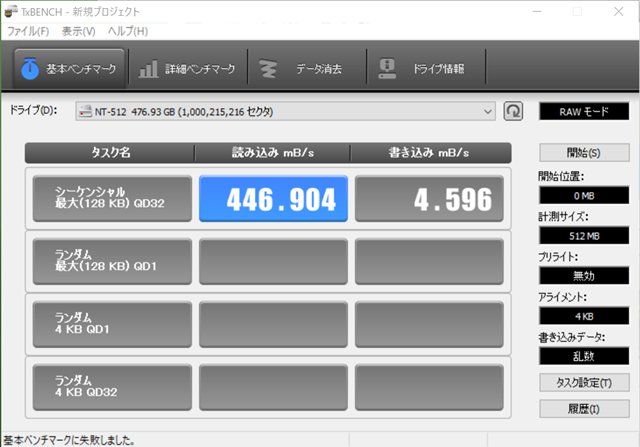 TxBENCH - 新規プロジェクト
ファイル(F) 表示(V) ヘルプ(H)
基本ベンチマーク 詳細ベンチマーク データ消去 ドライブ情報
ドライブ(D): NT-512 476.93 GB (1,000,215,216 セクタ) RAW モード
タスク名 読み込み mB/s 書き込み mB/s
開始(S)
シーケンシャル
最大(128 KB) QD32
446.904 4.596
開始位置:
0 MB
計測サイズ:
512 MB
ランダム
最大(128 KB) QD1
プリライト:
無効
ランダム
4 KB QD1
アライメント:
4 KB
書き込みデータ:
乱数
ランダム
4 KB QD32
タスク設定(T)
履歴(I)
基本ベンチマークに失敗しました。